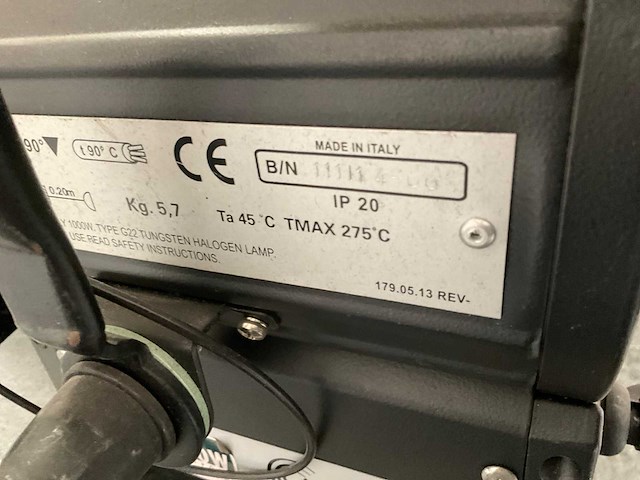 90°
t 90° C
CE
MADE IN ITALY
B/N
IP 20
0.20m
Kg. 5,7
Ta 45 °C TMAX 275°C
1000W. TYPE G22 TUNGSTEN HALOGEN LAMP.
USE READ SAFETY INSTRUCTIONS.
179.05.13 REV-